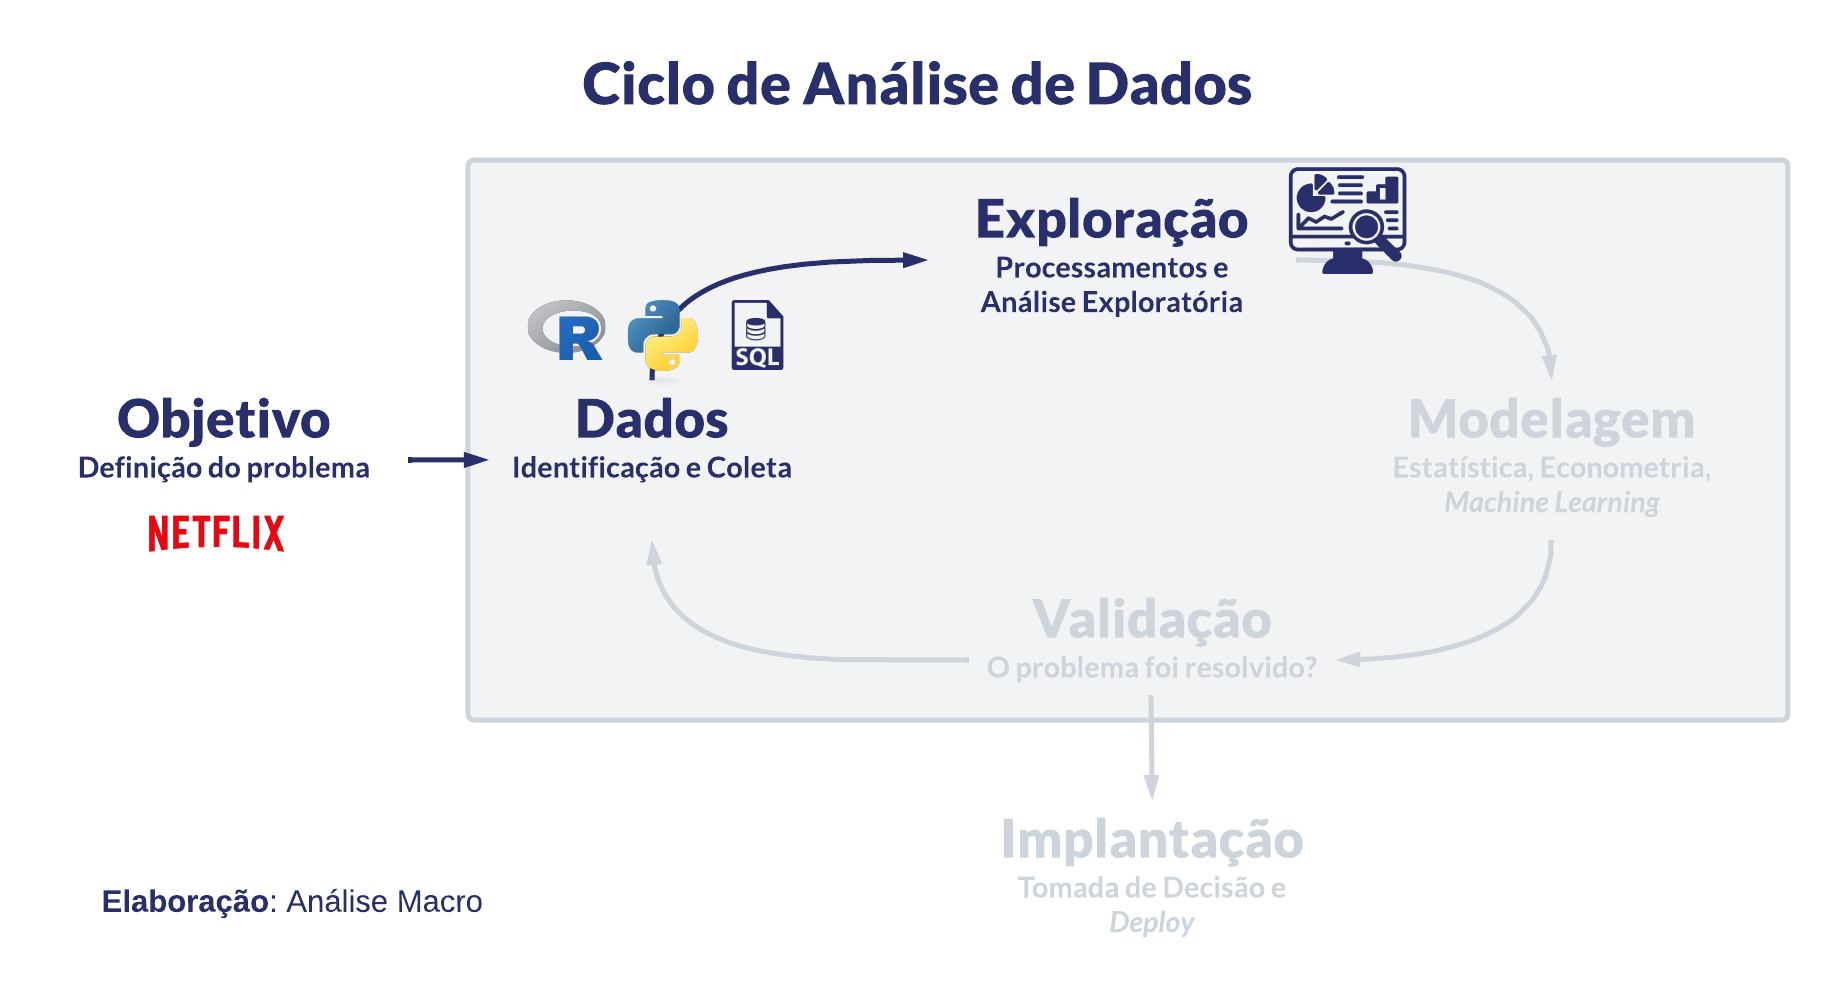 Ciclo de Análise de Dados
Exploração
Processamentos e
Análise Exploratória
R
SQL
Objetivo
Definição do problema
NETFLIX
Dados
Identificação e Coleta
Modelagem
Estatística, Econometria,
Machine Learning
Validação
O problema foi resolvido?
Implantação
Tomada de Decisão e
Deploy
Elaboração: Análise Macro